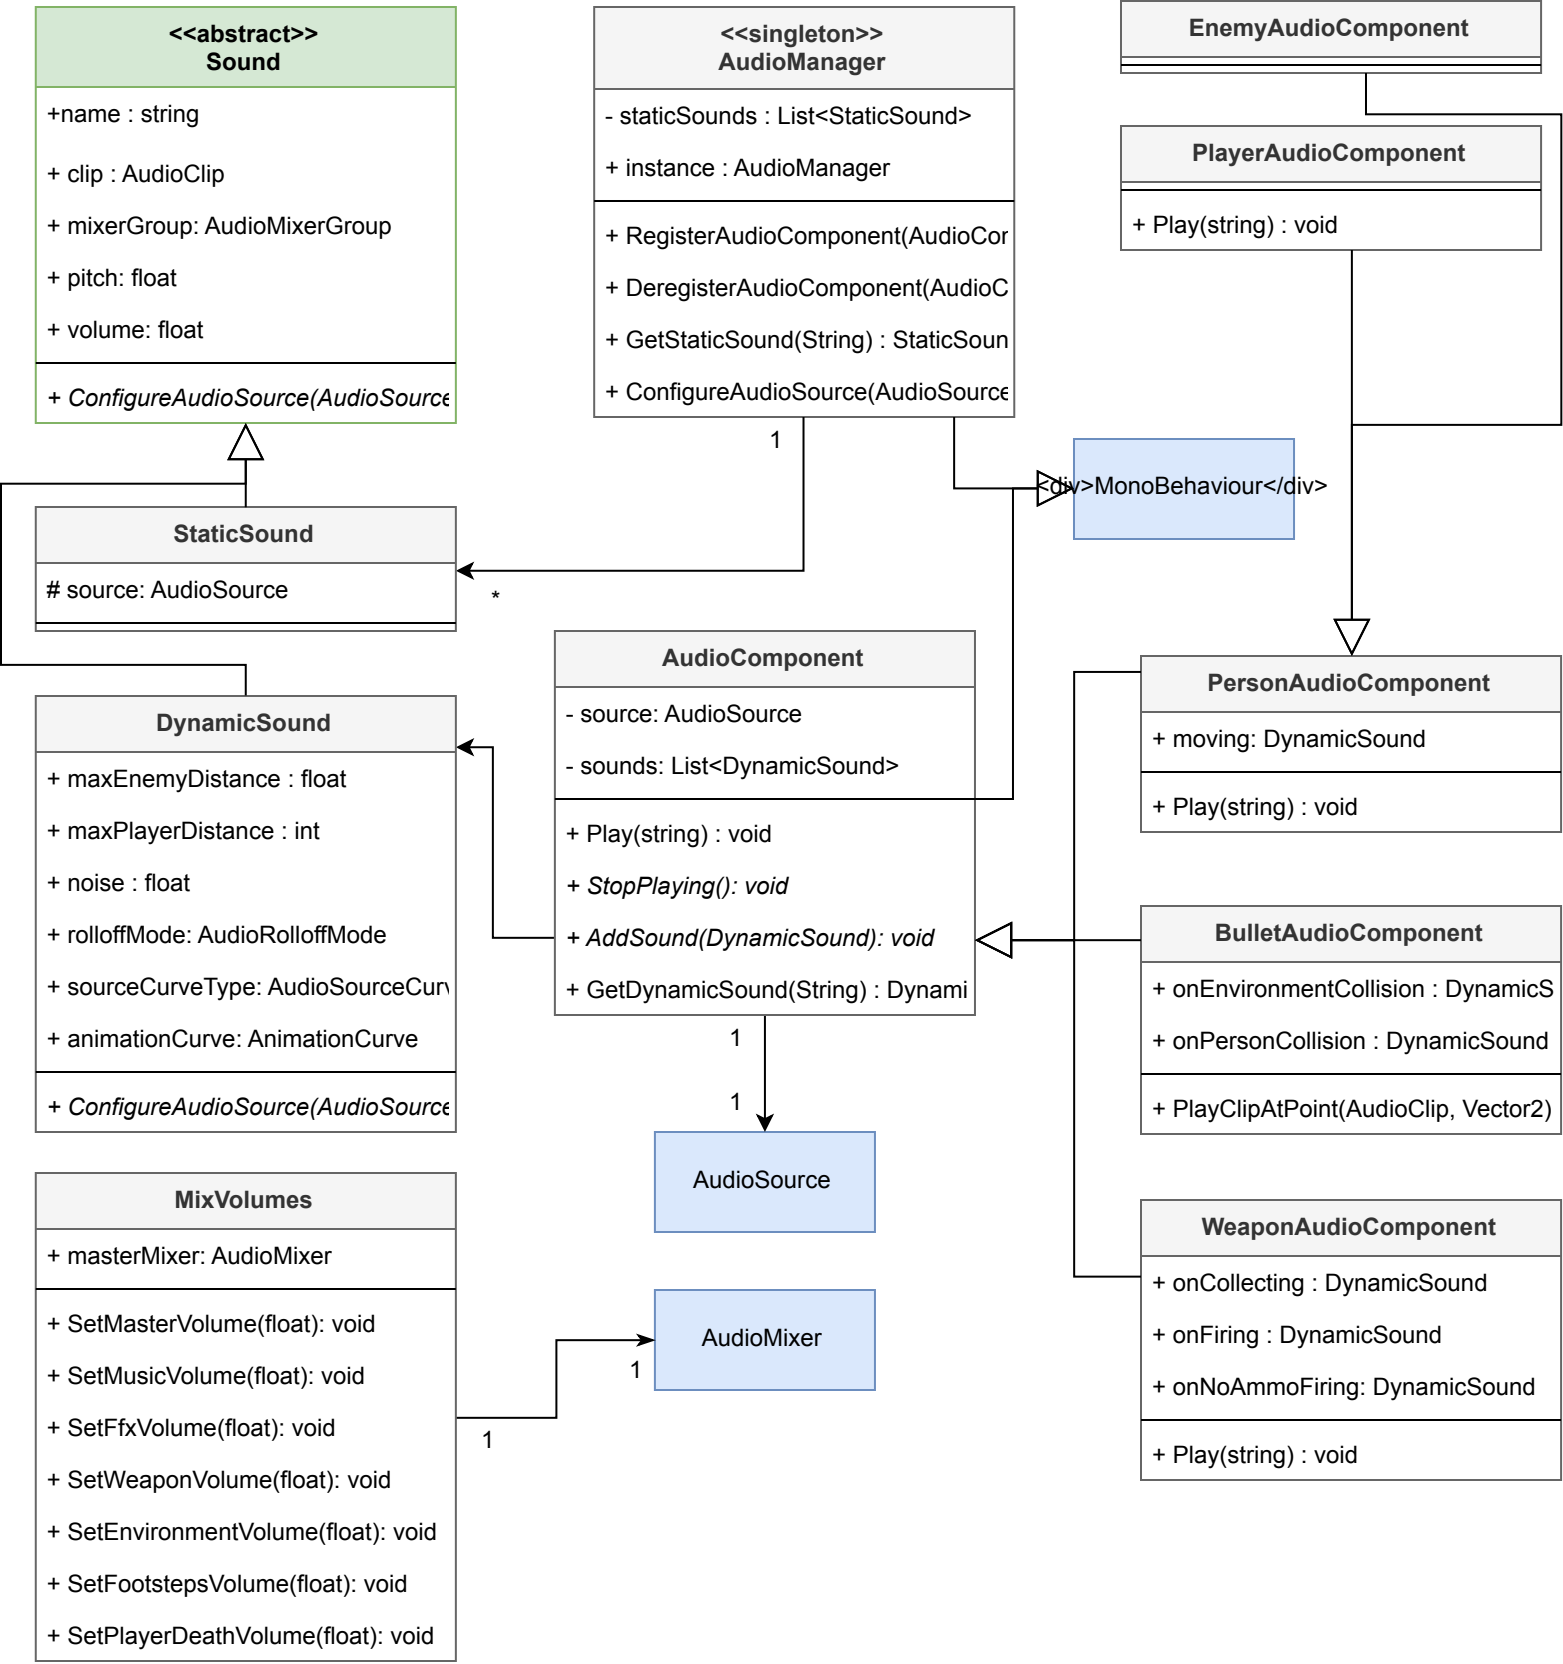 <<abstract>>
Sound
+name : string
+ clip : AudioClip
+ mixerGroup: AudioMixerGroup
+ pitch: float
+ volume: float
+ ConfigureAudioSource(AudioSource
<<singleton>>
AudioManager
- staticSounds : List<StaticSound>
+ instance : AudioManager
+ RegisterAudioComponent(AudioCor
+ DeregisterAudioComponent(AudioC
+ GetStaticSound(String) : StaticSoun
+ ConfigureAudioSource(AudioSource
EnemyAudioComponent
PlayerAudioComponent
+ Play(string) : void
1
<div>MonoBehaviour</div>
StaticSound
# source: AudioSource
*
AudioComponent
- source: AudioSource
- sounds: List<DynamicSound>
+ Play(string) : void
+ StopPlaying(): void
+ AddSound(DynamicSound): void
+ GetDynamicSound(String) : Dynami
PersonAudioComponent
+ moving: DynamicSound
+ Play(string) : void
DynamicSound
+ maxEnemyDistance : float
+ maxPlayerDistance : int
+ noise : float
+ rolloffMode: AudioRolloffMode
+ sourceCurveType: AudioSourceCurv
+ animationCurve: AnimationCurve
+ ConfigureAudioSource(AudioSource
BulletAudioComponent
+ onEnvironmentCollision : DynamicS
+ onPersonCollision : DynamicSound
+ PlayClipAtPoint(AudioClip, Vector2)
1
1
AudioSource
MixVolumes
+ masterMixer: AudioMixer
+ SetMasterVolume(float): void
+ SetMusicVolume(float): void
+ SetFfxVolume(float): void
+ SetWeaponVolume(float): void
+ SetEnvironmentVolume(float): void
+ SetFootstepsVolume(float): void
+ SetPlayerDeathVolume(float): void
AudioMixer
1
1
WeaponAudioComponent
+ onCollecting : DynamicSound
+ onFiring : DynamicSound
+ onNoAmmoFiring: DynamicSound
+ Play(string) : void